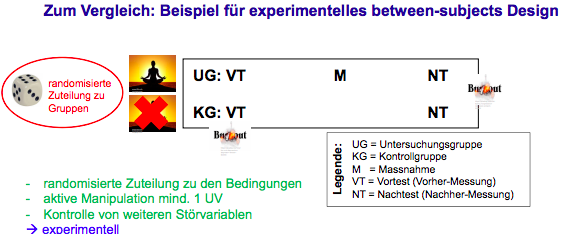 Zum Vergleich: Beispiel für experimentelles between-subjects Design
randomisierte
Zuteilung zu
Gruppen
UG: VT M NT
Burnout
KG: VT NT
Burnout
Legende:
UG = Untersuchungsgruppe
KG = Kontrollgruppe
M = Massnahme
VT = Vortest (Vorher-Messung)
NT = Nachtest (Nachher-Messung)
- randomisierte Zuteilung zu den Bedingungen
- aktive Manipulation mind. 1 UV
- Kontrolle von weiteren Störvariablen
→ experimentell